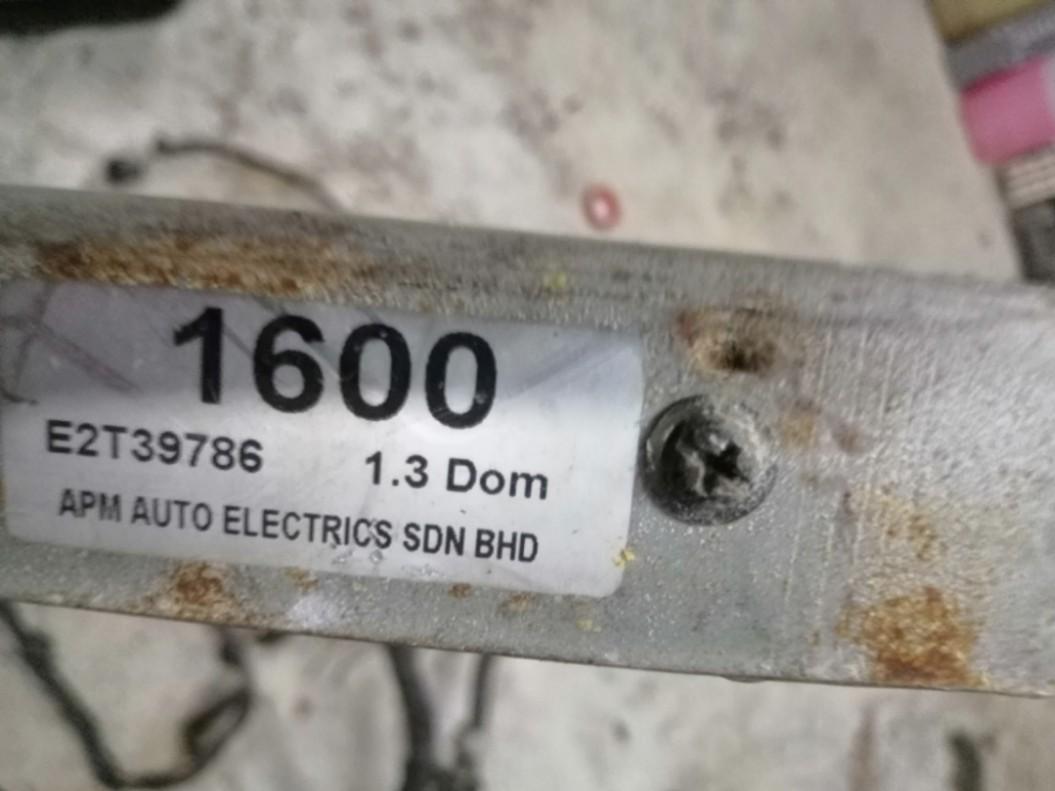 1600
E2T39786 1.3 Dom
APM AUTO ELECTRICS SDN BHD